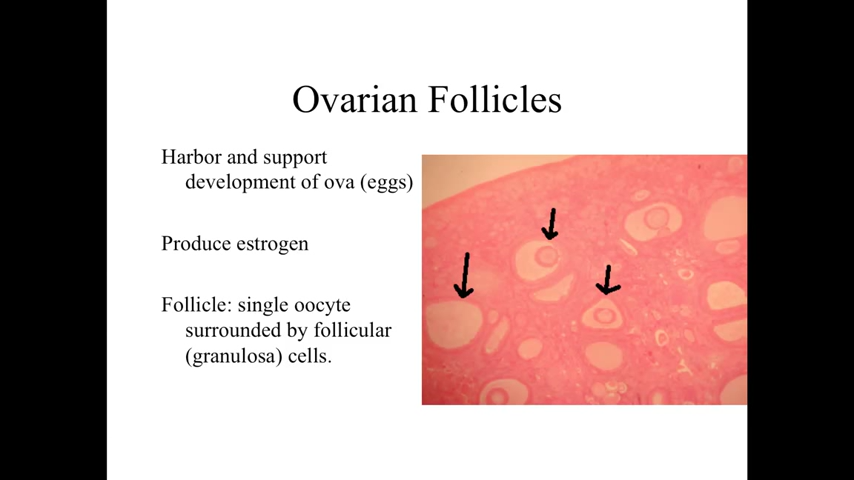 Ovarian Follicles
Harbor and support
development of ova (eggs)
Produce estrogen
Follicle: single oocyte
surrounded by follicular
(granulosa) cells.